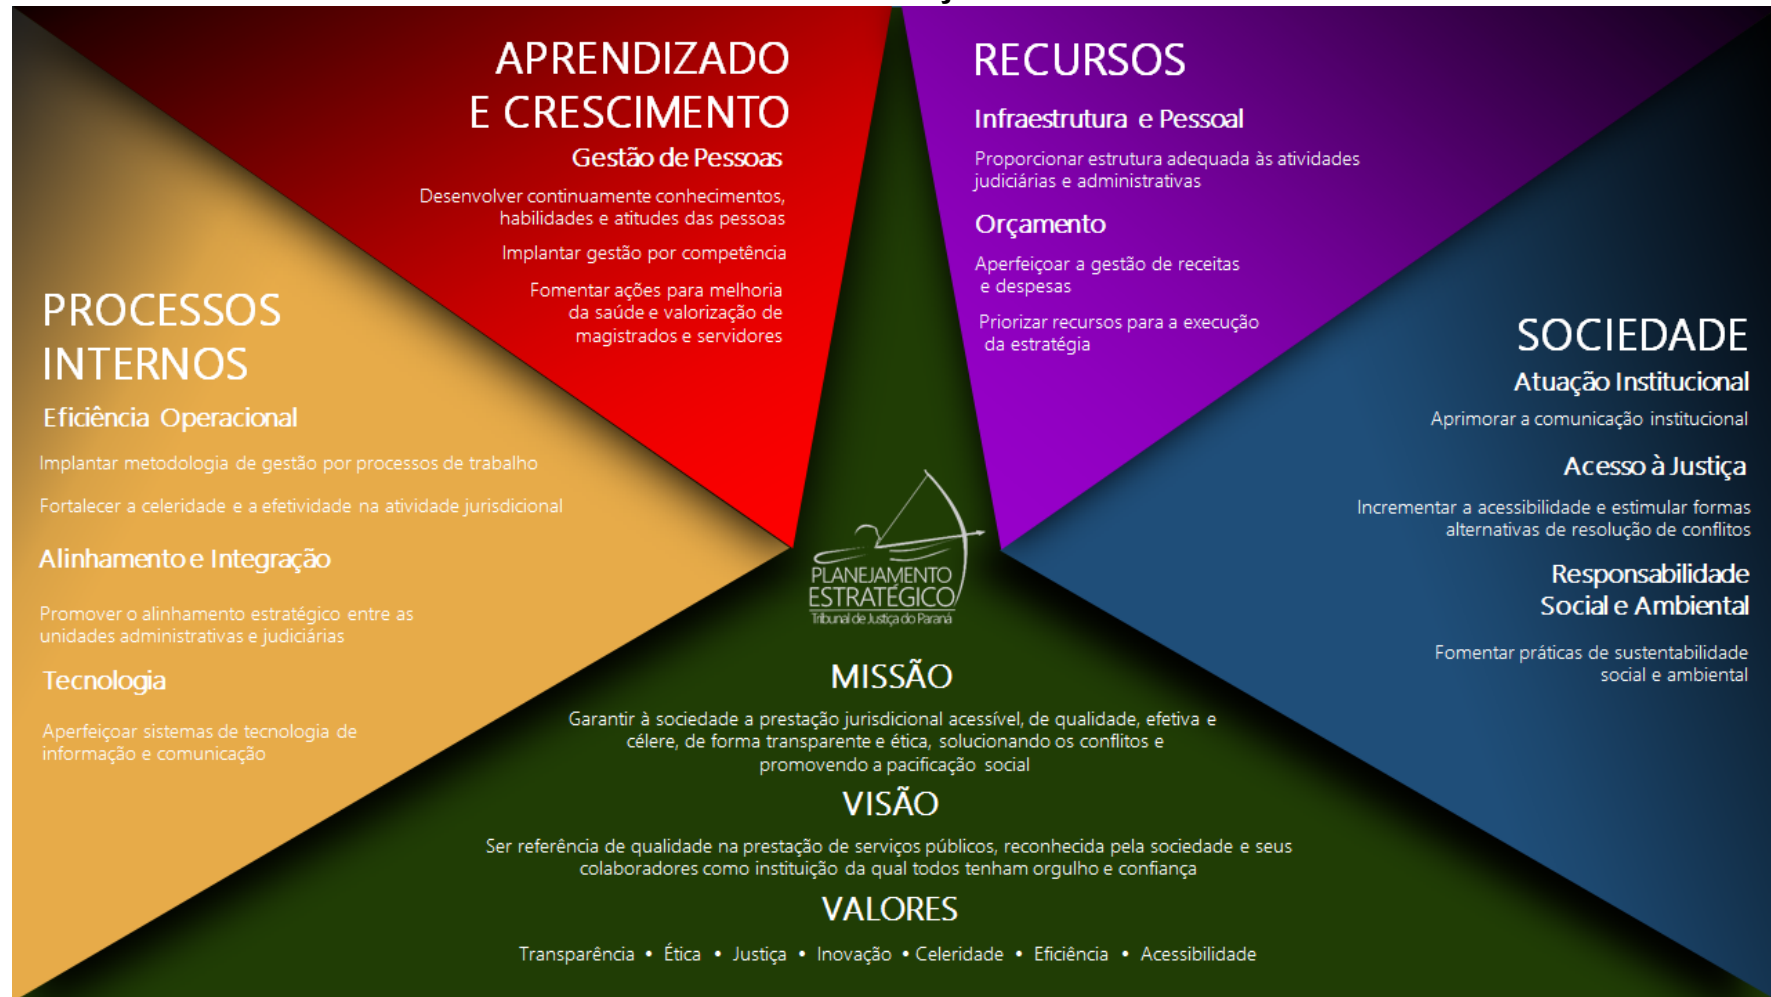 APRENDIZADO
E CRESCIMENTO
Gestão de Pessoas
Desenvolver continuamente conhecimentos,
habilidades e atitudes das pessoas
Implantar gestão por competência
Fomentar ações para melhoria
da saúde e valorização de
magistrados e servidores
RECURSOS
Infraestrutura e Pessoal
Proporcionar estrutura adequada às atividades
judiciárias e administrativas
Orçamento
Aperfeiçoar a gestão de receitas
e despesas
Priorizar recursos para a execução
da estratégia
PROCESSOS
INTERNOS
Eficiência Operacional
Implantar metodologia de gestão por processos de trabalho
Fortalecer a celeridade e a efetividade na atividade jurisdicional
Alinhamento e Integração
Promover o alinhamento estratégico entre as
unidades administrativas e judiciárias
Tecnologia
Aperfeiçoar sistemas de tecnologia de
informação e comunicação
SOCIEDADE
Atuação Institucional
Aprimorar a comunicação institucional
Acesso à Justiça
Incrementar a acessibilidade e estimular formas
alternativas de resolução de conflitos
Responsabilidade
Social e Ambiental
Fomentar práticas de sustentabilidade
social e ambiental
PLANEJAMENTO
ESTRATÉGICO
Tribunal de Justiça do Paraná
MISSÃO
Garantir à sociedade a prestação jurisdicional acessível, de qualidade, efetiva e
célere, de forma transparente e ética, solucionando os conflitos e
promovendo a pacificação social
VISÃO
Ser referência de qualidade na prestação de serviços públicos, reconhecida pela sociedade e seus
colaboradores como instituição da qual todos tenham orgulho e confiança
VALORES
Transparência • Ética • Justiça • Inovação • Celeridade • Eficiência • Acessibilidade